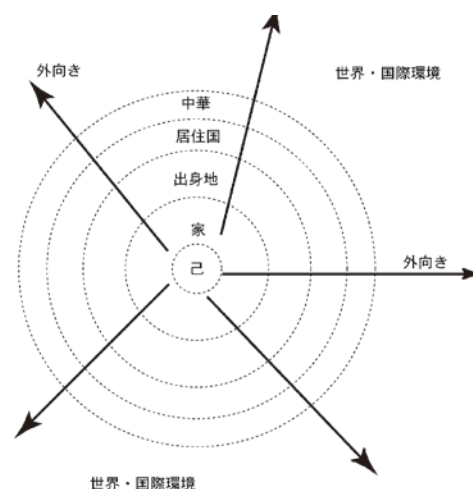 世界・国際環境
外向き
中華
居住国
出身地
家
己
外向き
世界・国際環境